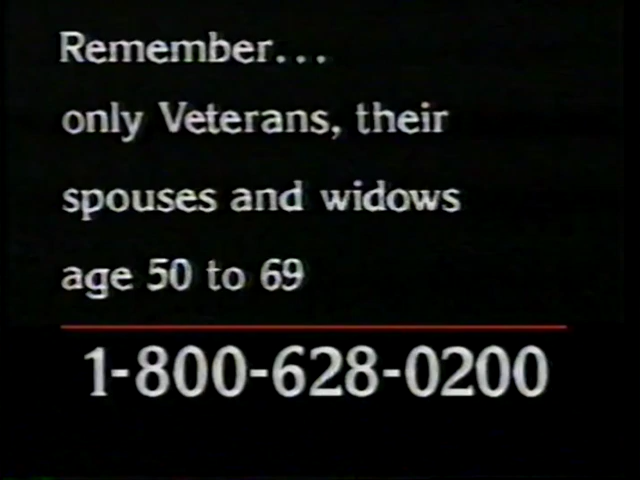 Remember...
only Veterans, their
spouses and widows
age 50 to 69
1-800-628-0200